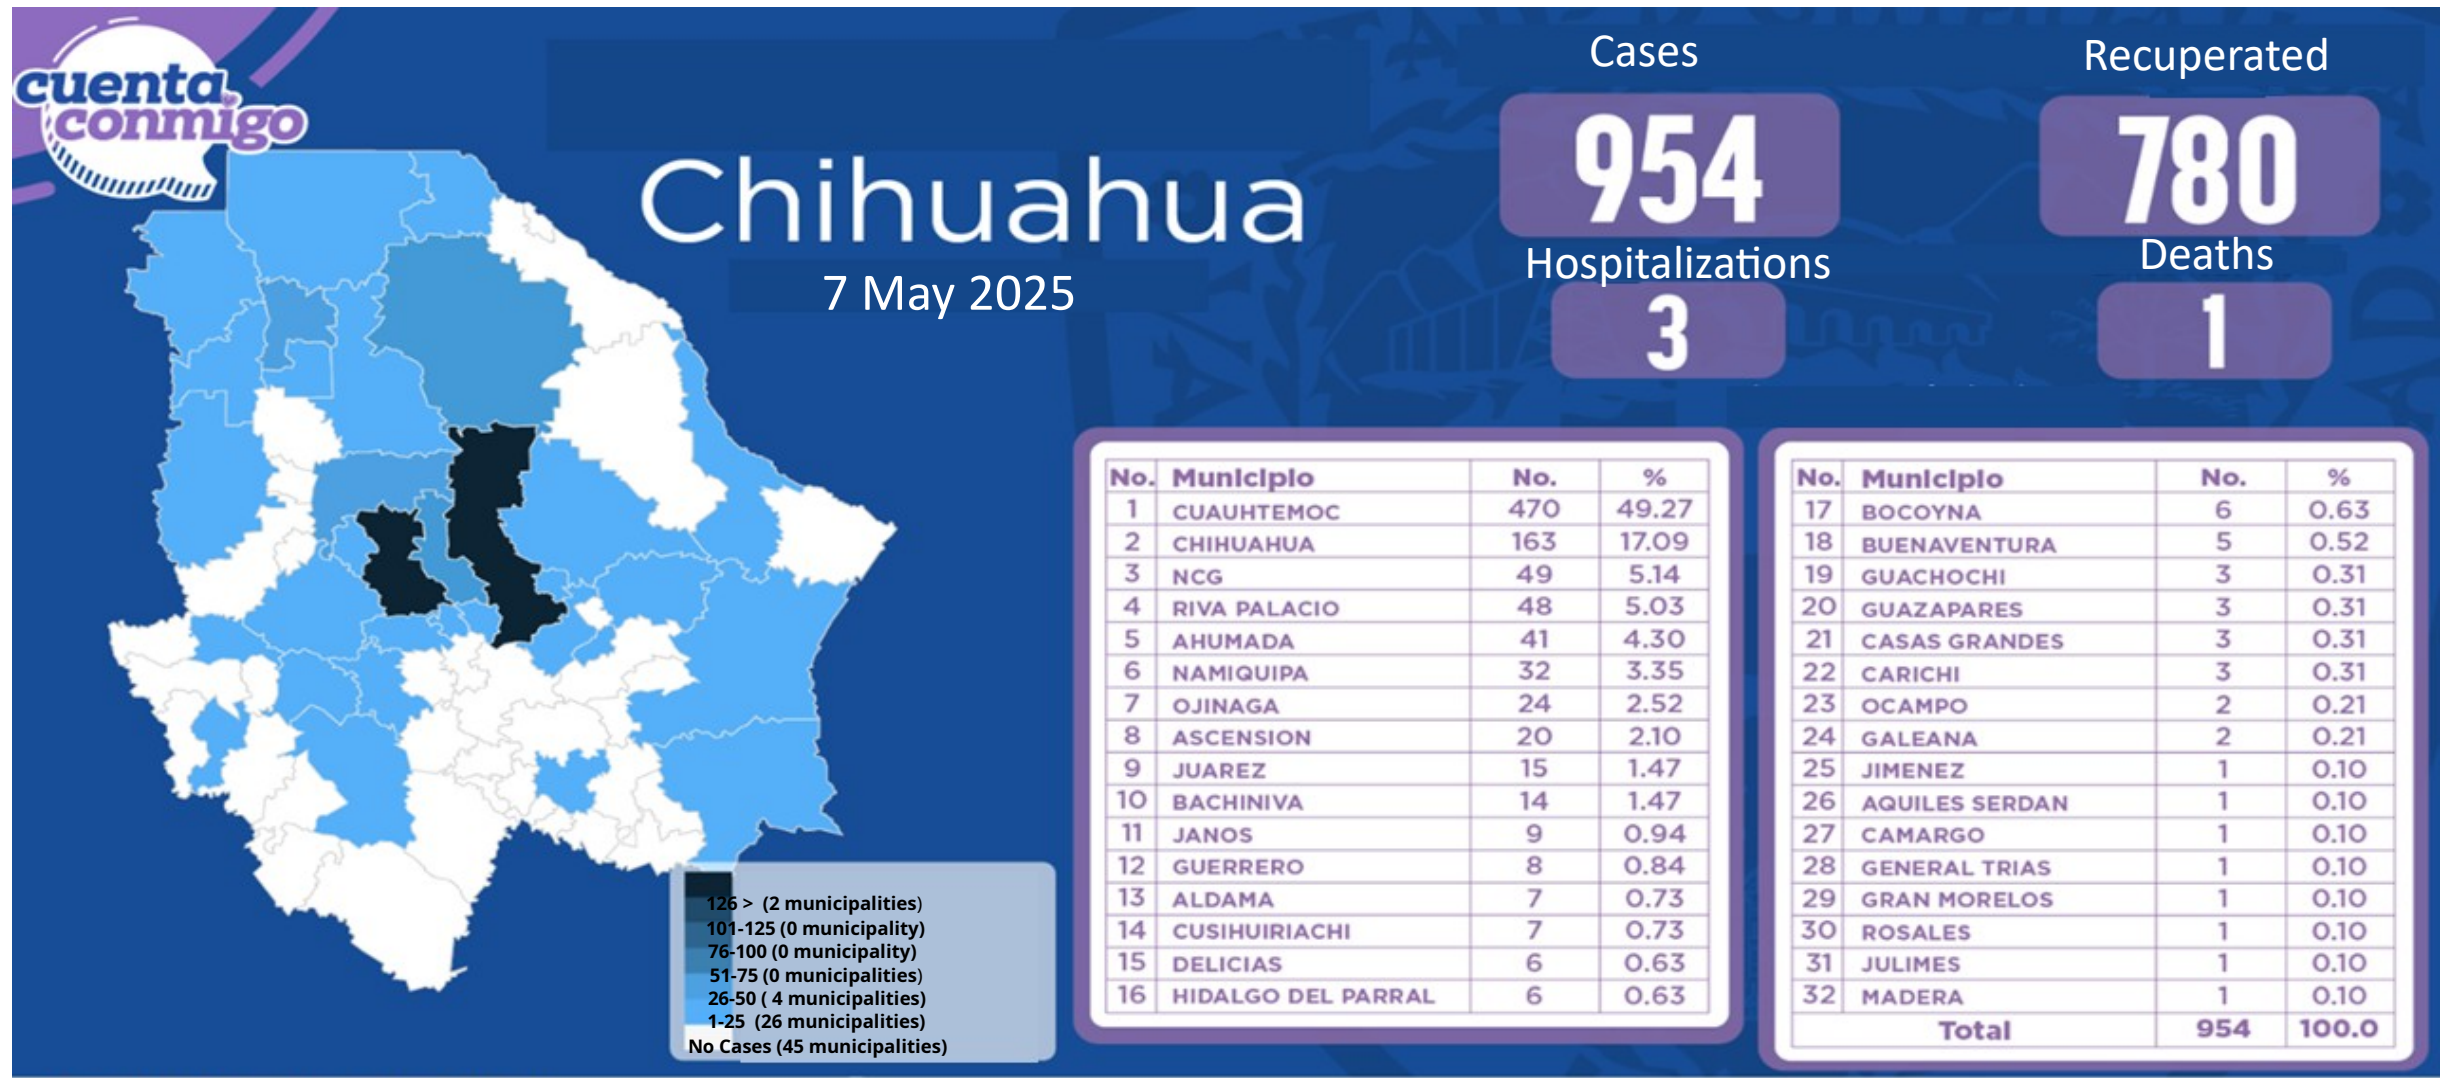 cuenta
conmigo
Chihuahua
7 May 2025
Cases
954
Recuperated
780
Hospitalizations
3
Deaths
1
No. Municipio No. %
1 CUAUHTEMOC 470 49.27
2 CHIHUAHUA 163 17.09
3 NCG 49 5.14
4 RIVA PALACIO 48 5.03
5 AHUMADA 41 4.30
6 NAMIQUIPA 32 3.35
7 OJINAGA 24 2.52
8 ASCENSION 20 2.10
9 JUAREZ 15 1.47
10 BACHINIVA 14 1.47
11 JANOS 9 0.94
12 GUERRERO 8 0.84
13 ALDAMA 7 0.73
14 CUSIHUIRIACHI 7 0.73
15 DELICIAS 6 0.63
16 HIDALGO DEL PARRAL 6 0.63
No. Municipio No. %
17 BOCOYNA 6 0.63
18 BUENAVENTURA 5 0.52
19 GUACHOCHI 3 0.31
20 GUAZAPARES 3 0.31
21 CASAS GRANDES 3 0.31
22 CARICHI 3 0.31
23 OCAMPO 2 0.21
24 GALEANA 2 0.21
25 JIMENEZ 1 0.10
26 AQUILES SERDAN 1 0.10
27 CAMARGO 1 0.10
28 GENERAL TRIAS 1 0.10
29 GRAN MORELOS 1 0.10
30 ROSALES 1 0.10
31 JULIMES 1 0.10
32 MADERA 1 0.10
Total 954 100.0
126 > (2 municipalities)
101-125 (0 municipality)
76-100 (0 municipality)
51-75 (0 municipalities)
26-50 ( 4 municipalities)
1-25 (26 municipalities)
No Cases (45 municipalities)